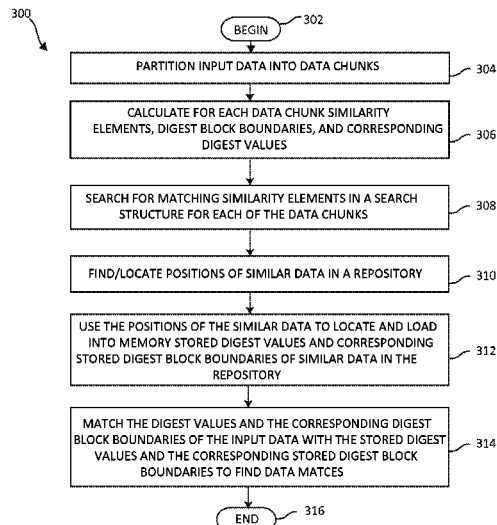 300
BEGIN
302
PARTITION INPUT DATA INTO DATA CHUNKS
304
CALCULATE FOR EACH DATA CHUNK SIMILARITY
ELEMENTS, DIGEST BLOCK BOUNDARIES, AND CORRESPONDING
DIGEST VALUES
306
SEARCH FOR MATCHING SIMILARITY ELEMENTS IN A SEARCH
STRUCTURE FOR EACH OF THE DATA CHUNKS
308
FIND/LOCATE POSITIONS OF SIMILAR DATA IN A REPOSITORY
310
USE THE POSITIONS OF THE SIMILAR DATA TO LOCATE AND LOAD
INTO MEMORY STORED DIGEST VALUES AND CORRESPONDING
STORED DIGEST BLOCK BOUNDARIES OF SIMILAR DATA IN THE
REPOSITORY
312
MATCH THE DIGEST VALUES AND THE CORRESPONDING DIGEST
BLOCK BOUNDARIES OF THE INPUT DATA WITH THE STORED DIGEST
VALUES AND THE CORRESPONDING STORED DIGEST BLOCK
BOUNDARIES TO FIND DATA MATCES
314
END
316